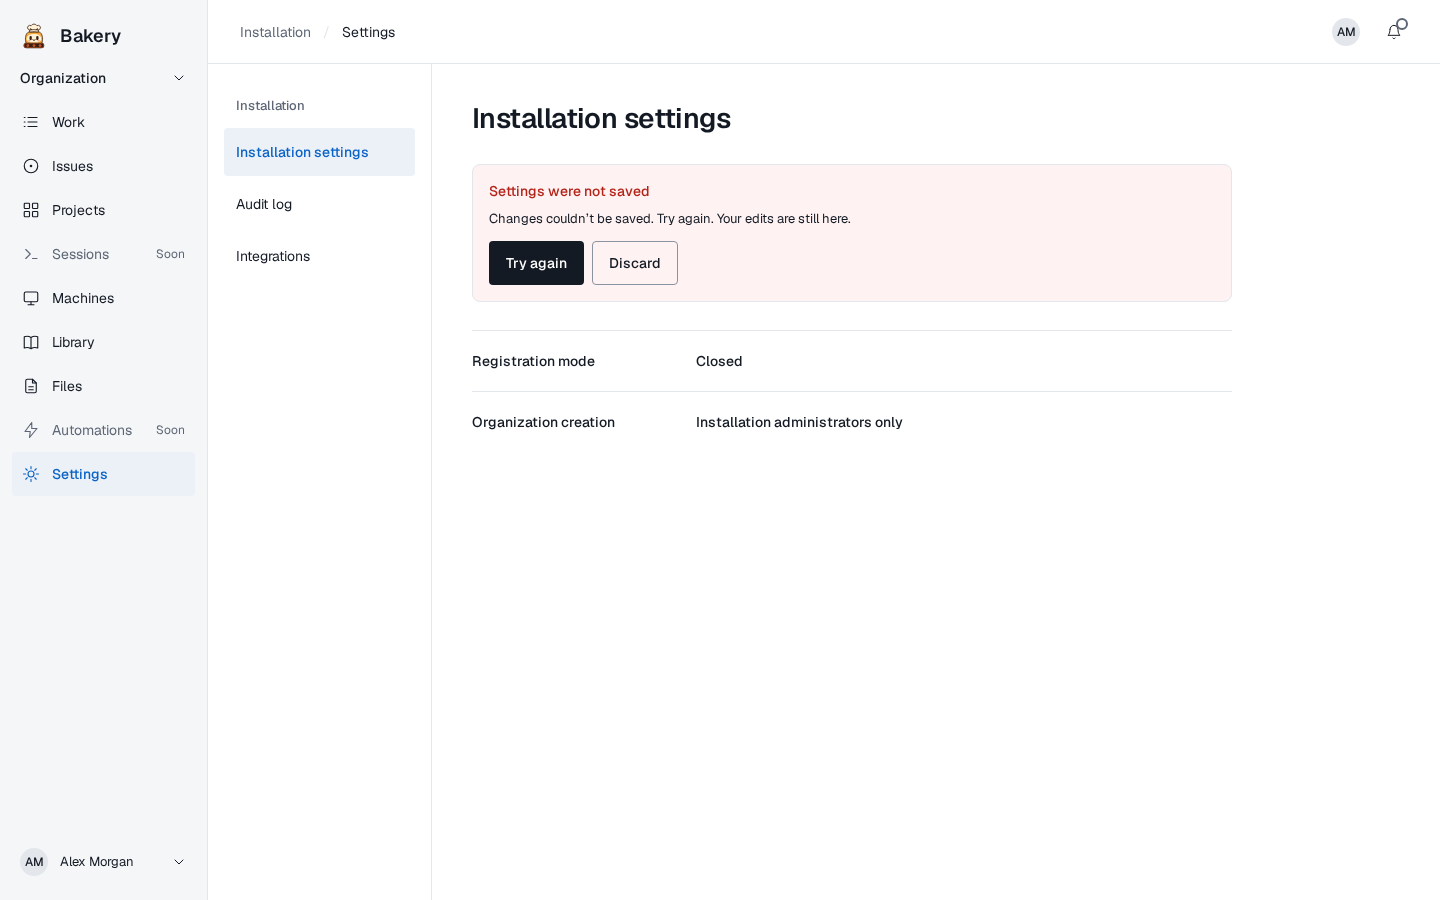 Bakery
Organization
Work
Issues
Projects
Sessions Soon
Machines
Library
Files
Automations Soon
Settings
AM Alex Morgan
Installation / Settings
AM
Installation
Installation settings
Audit log
Integrations
Installation settings
Settings were not saved
Changes couldn’t be saved. Try again. Your edits are still here.
Try again Discard
Registration mode Closed
Organization creation Installation administrators only